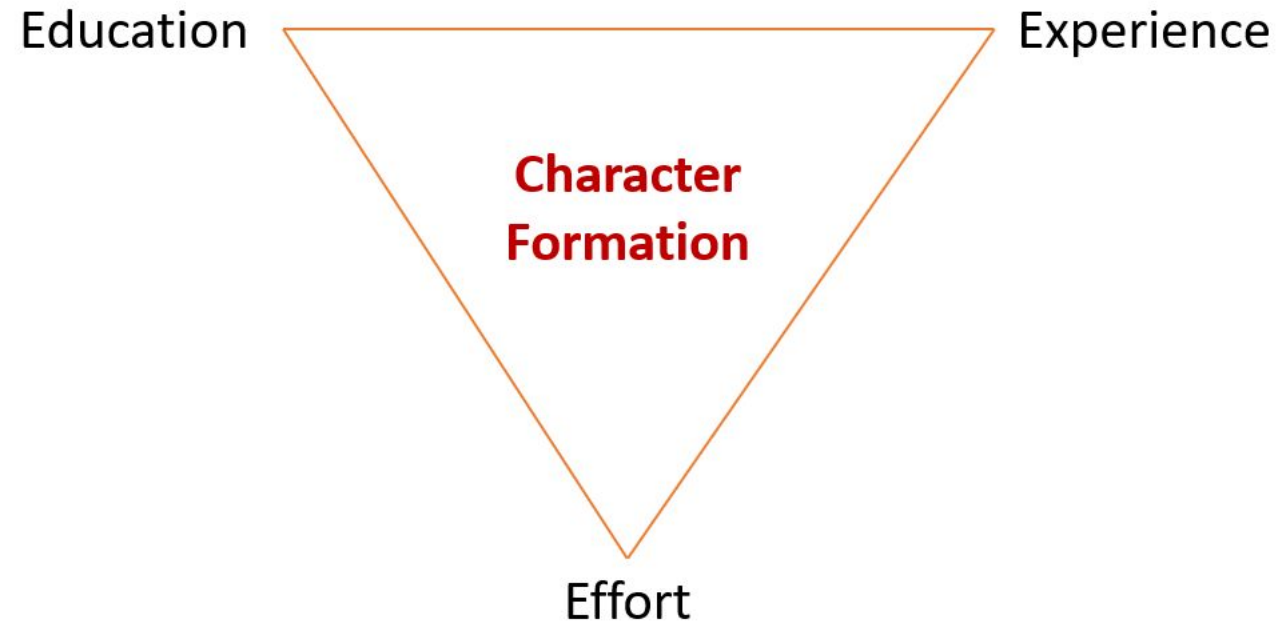 Education
Experience
Character
Formation
Effort